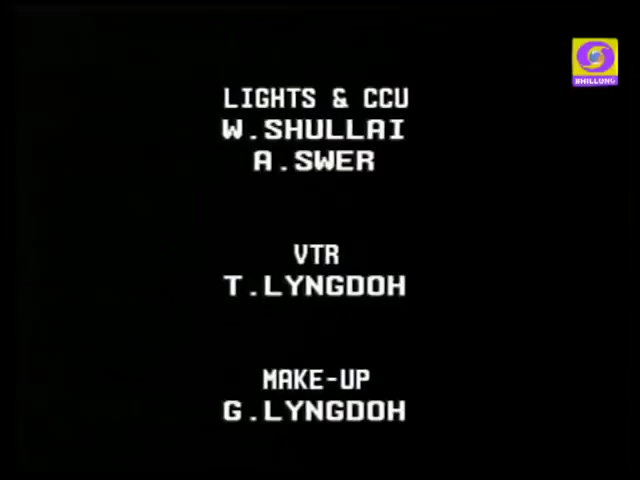 SHILLONG
LIGHTS & CCU
W.SHULLAI
A.SWER
VTR
T.LYNGDOH
MAKE-UP
G.LYNGDOH